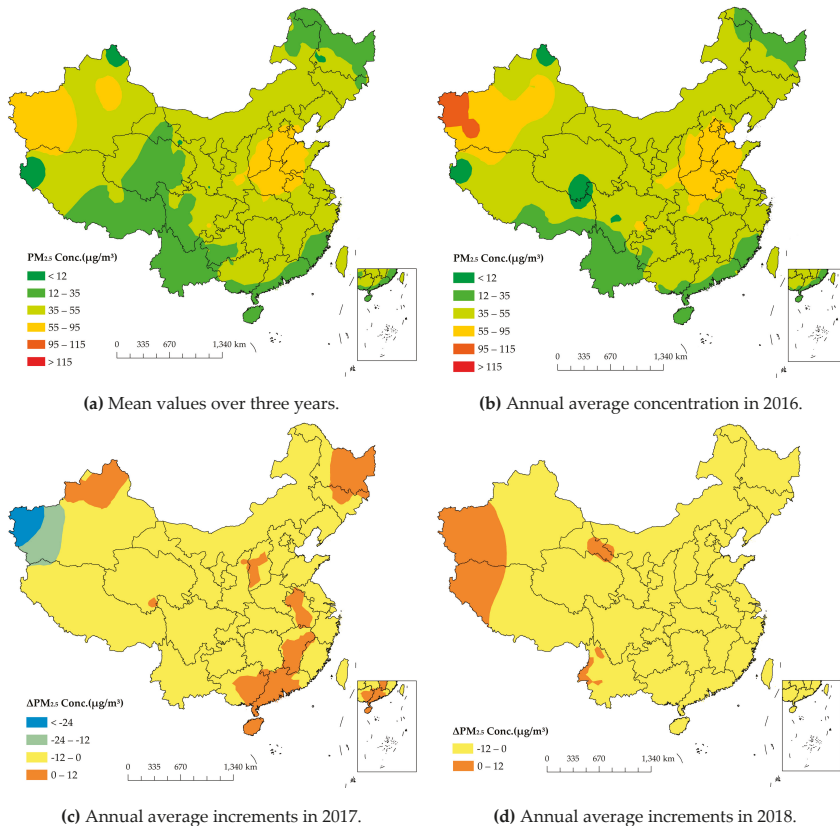 PM2.5 Conc.(µg/m³)
< 12
12 – 35
35 – 55
55 – 95
95 – 115
> 115
0 335 670 1,340 km
(a) Mean values over three years.
PM2.5 Conc.(µg/m³)
< 12
12 – 35
35 – 55
55 – 95
95 – 115
> 115
0 335 670 1,340 km
(b) Annual average concentration in 2016.
ΔPM2.5 Conc.(µg/m³)
< -24
-24 – -12
-12 – 0
0 – 12
0 335 670 1,340 km
(c) Annual average increments in 2017.
ΔPM2.5 Conc.(µg/m³)
-12 – 0
0 – 12
0 335 670 1,340 km
(d) Annual average increments in 2018.